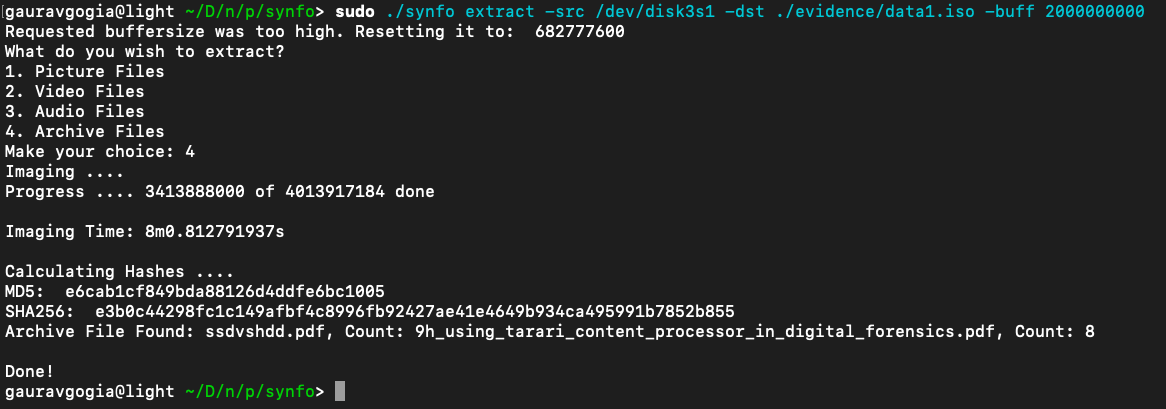 [gauravgogia@light ~/D/n/p/synfo> sudo ./synfo extract -src /dev/disk3s1 -dst ./evidence/data1.iso -buff 2000000000
Requested buffersize was too high. Resetting it to:  682777600
What do you wish to extract?
1. Picture Files
2. Video Files
3. Audio Files
4. Archive Files
Make your choice: 4
Imaging ....
Progress .... 3413888000 of 4013917184 done
Imaging Time: 8m0.812791937s
Calculating Hashes ....
MD5:  e6cab1cf849bda88126d4ddfe6bc1005
SHA256:  e3b0c44298fc1c149afbf4c8996fb92427ae41e4649b934ca495991b7852b855
Archive File Found: ssdvshdd.pdf, Count: 9h_using_tarari_content_processor_in_digital_forensics.pdf, Count: 8
Done!
gauravgogia@light ~/D/n/p/synfo>